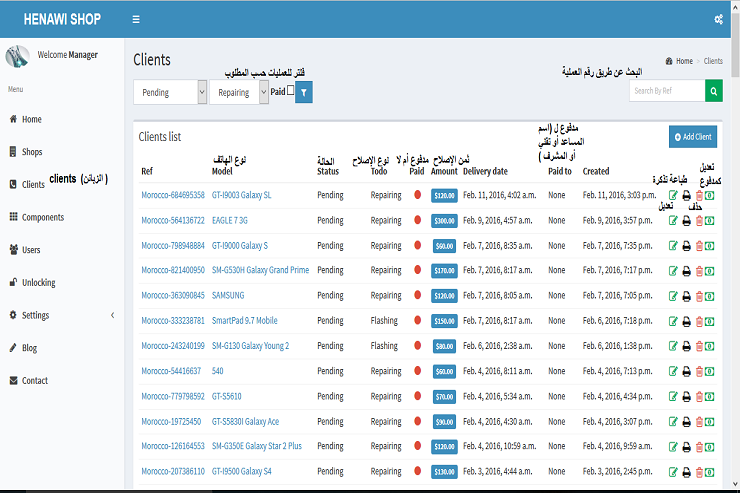 HENAWI SHOP
Welcome Manager
Menu
Home
Shops
Clients
clients (الزبائن)
Components
Users
Unlocking
Settings
Blog
Contact
Clients
Home > Clients
فلتر للعمليات حسب المطلوب
البحث عن طريق رقم العملية
Pending Repairing Paid
Search By Ref
Clients list
Add Client
مدفوع ل (اسم
المساعد أو تقني
أو المشرف)
نوع الهاتف
الحالة
نوع الإصلاح
مدفوع أم لا
ثمن الإصلاح
تعديل
كمدفوع
طباعة تذكرة
حذف
تعديل
Ref Model Status Todo Paid Amount Delivery date Paid to Created
Morocco-684695358 GT-I9003 Galaxy SL Pending Repairing $120.00 Feb. 11, 2016, 4:02 a.m. None Feb. 11, 2016, 3:03 p.m.
Morocco-564136722 EAGLE 7 3G Pending Repairing $300.00 Feb. 9, 2016, 4:57 a.m. None Feb. 9, 2016, 3:57 p.m.
Morocco-798948884 GT-I9000 Galaxy S Pending Repairing $60.00 Feb. 7, 2016, 8:35 a.m. None Feb. 7, 2016, 7:35 p.m.
Morocco-821400950 SM-G530H Galaxy Grand Prime Pending Repairing $170.00 Feb. 7, 2016, 8:17 a.m. None Feb. 7, 2016, 7:17 p.m.
Morocco-363090845 SAMSUNG Pending Repairing $120.00 Feb. 7, 2016, 8:05 a.m. None Feb. 7, 2016, 7:05 p.m.
Morocco-333238781 SmartPad 9.7 Mobile Pending Flashing $150.00 Feb. 7, 2016, 8:17 a.m. None Feb. 6, 2016, 7:18 p.m.
Morocco-243240199 SM-G130 Galaxy Young 2 Pending Flashing $80.00 Feb. 6, 2016, 2:38 a.m. None Feb. 6, 2016, 1:38 p.m.
Morocco-54416637 540 Pending Repairing $60.00 Feb. 4, 2016, 8:11 a.m. None Feb. 4, 2016, 7:13 p.m.
Morocco-779798592 GT-S5610 Pending Repairing $70.00 Feb. 4, 2016, 5:34 a.m. None Feb. 4, 2016, 4:34 p.m.
Morocco-19725450 GT-S5830I Galaxy Ace Pending Repairing $90.00 Feb. 4, 2016, 4:30 a.m. None Feb. 4, 2016, 3:07 p.m.
Morocco-126164553 SM-G350E Galaxy Star 2 Plus Pending Repairing $120.00 Feb. 4, 2016, 10:59 a.m. None Feb. 4, 2016, 9:59 a.m.
Morocco-207386110 GT-I9500 Galaxy S4 Pending Repairing $130.00 Feb. 3, 2016, 4:44 a.m. None Feb. 3, 2016, 2:45 p.m.